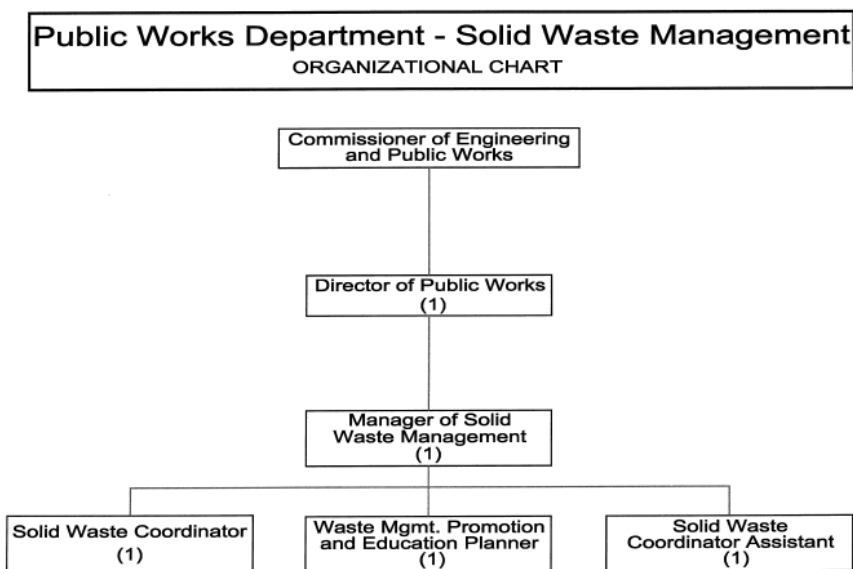 Public Works Department - Solid Waste Management
ORGANIZATIONAL CHART
Commissioner of Engineering
and Public Works
Director of Public Works
(1)
Manager of Solid
Waste Management
(1)
Solid Waste Coordinator
(1)
Waste Mgmt. Promotion
and Education Planner
(1)
Solid Waste
Coordinator Assistant
(1)